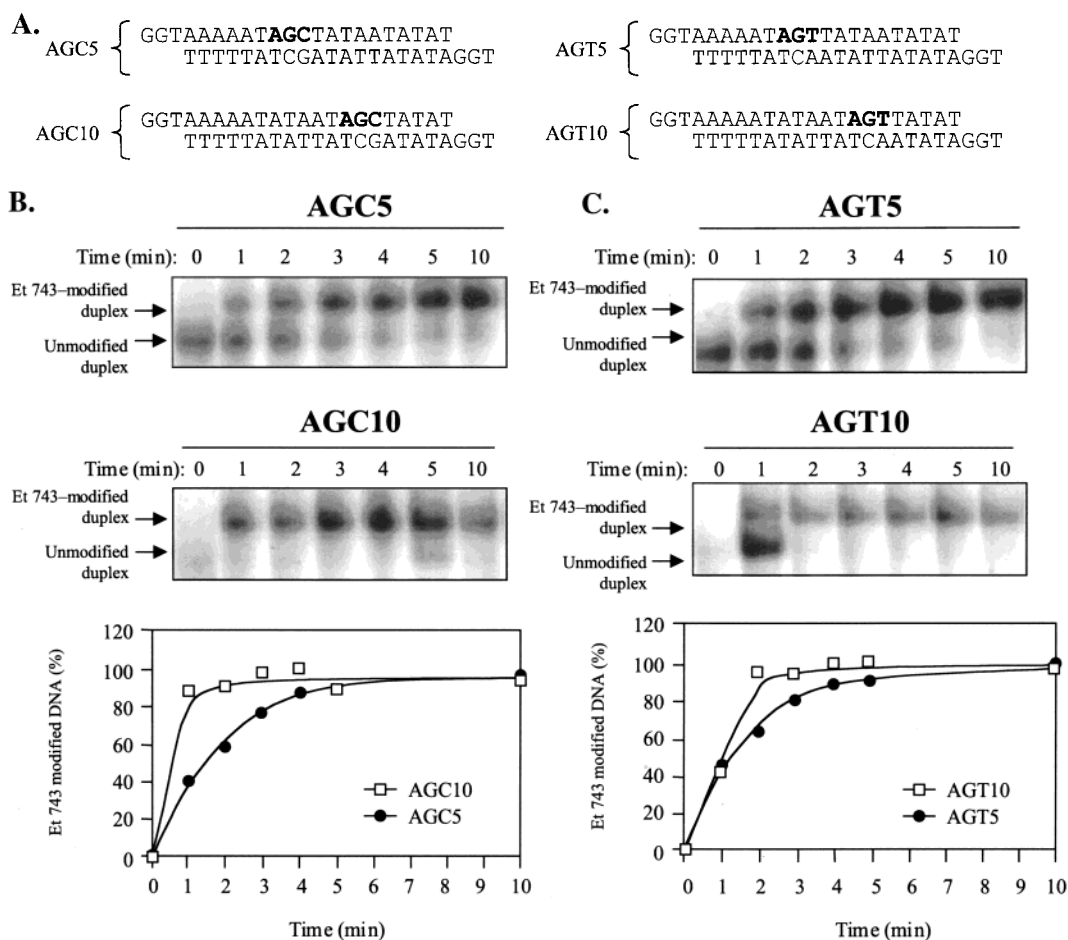 A.
AGC5
GGTAAAAATAGCTATAATATAT
TTTTTATCGATATTATATAGGT
AGT5
GGTAAAAATAGTTATAATATAT
TTTTTATCAATATTATATAGGT
AGC10
GGTAAAAATATAATAGCTATAT
TTTTTATATTATCGATATAGGT
AGT10
GGTAAAAATATAATAGTTATAT
TTTTTATATTATCAATATAGGT
B.
AGC5
Time (min): 0 1 2 3 4 5 10
Et 743–modified
duplex
Unmodified
duplex
AGC10
Time (min): 0 1 2 3 4 5 10
Et 743–modified
duplex
Unmodified
duplex
120
100
80
60
40
20
0
Et 743 modified DNA (%)
AGC10
AGC5
0 1 2 3 4 5 6 7 8 9 10
Time (min)
C.
AGT5
Time (min): 0 1 2 3 4 5 10
Et 743–modified
duplex
Unmodified
duplex
AGT10
Time (min): 0 1 2 3 4 5 10
Et 743–modified
duplex
Unmodified
duplex
120
100
80
60
40
20
0
Et 743 modified DNA (%)
AGT10
AGT5
0 1 2 3 4 5 6 7 8 9 10
Time (min)